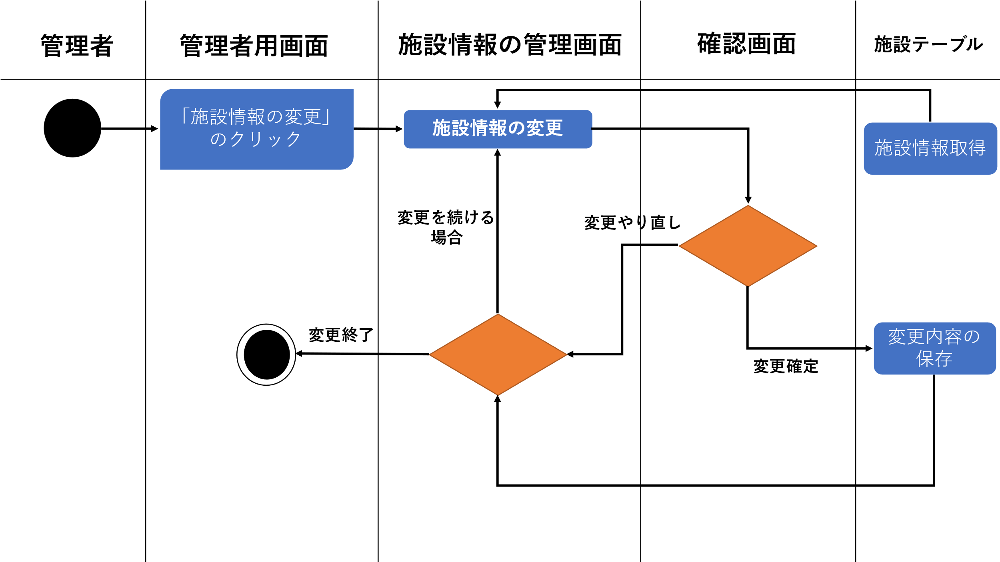 管理者
管理者用画面
施設情報の管理画面
確認画面
施設テーブル
「施設情報の変更」
のクリック
施設情報の変更
施設情報取得
変更を続ける
場合
変更やり直し
変更終了
変更内容の
保存
変更確定